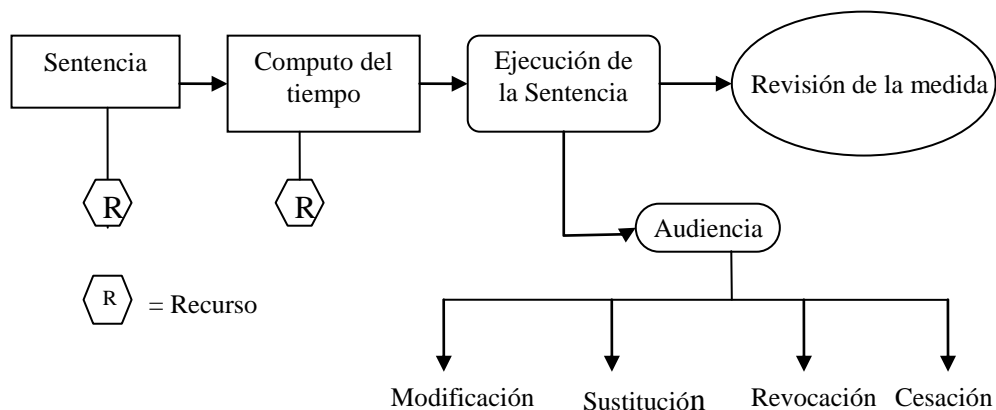 Sentencia
Computo del
tiempo
Ejecución de
la Sentencia
Revisión de la medida
R
R
Audiencia
R
= Recurso
Modificación
Sustitución
Revocación
Cesación